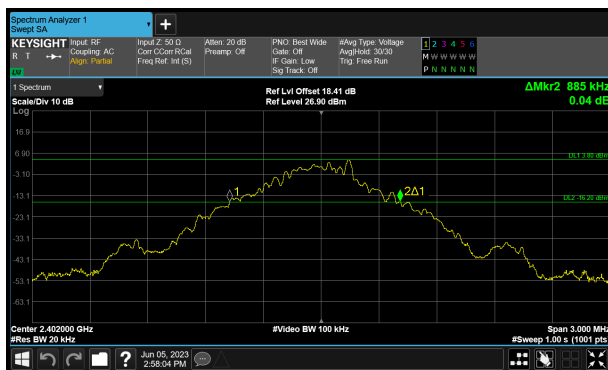 Spectrum Analyzer 1
Swept SA
+
KEYSIGHT
R T
Input: RF
Coupling: AC
Align: Partial
Input Z: 50 Ω
Corr CCorr RCal
Freq Ref: Int (S)
Atten: 20 dB
Preamp: Off
PNO: Best Wide
Gate: Off
IF Gain: Low
Sig Track: Off
#Avg Type: Voltage
Avg|Hold: 30/30
Trig: Free Run
1 2 3 4 5 6
M W W W W W
P N N N N N
1 Spectrum
Scale/Div 10 dB
Ref Lvl Offset 18.41 dB
Ref Level 26.90 dBm
ΔMkr2 885 kHz
0.04 dB
Log
16.9
6.90
-3.10
-13.1
-23.1
-33.1
-43.1
-53.1
-63.1
DL1 3.80 dBm
1
2Δ1
DL2 -16.20 dBm
Center 2.402000 GHz
#Res BW 20 kHz
#Video BW 100 kHz
Span 3.000 MHz
#Sweep 1.00 s (1001 pts)
?
Jun 05, 2023
2:58:04 PM